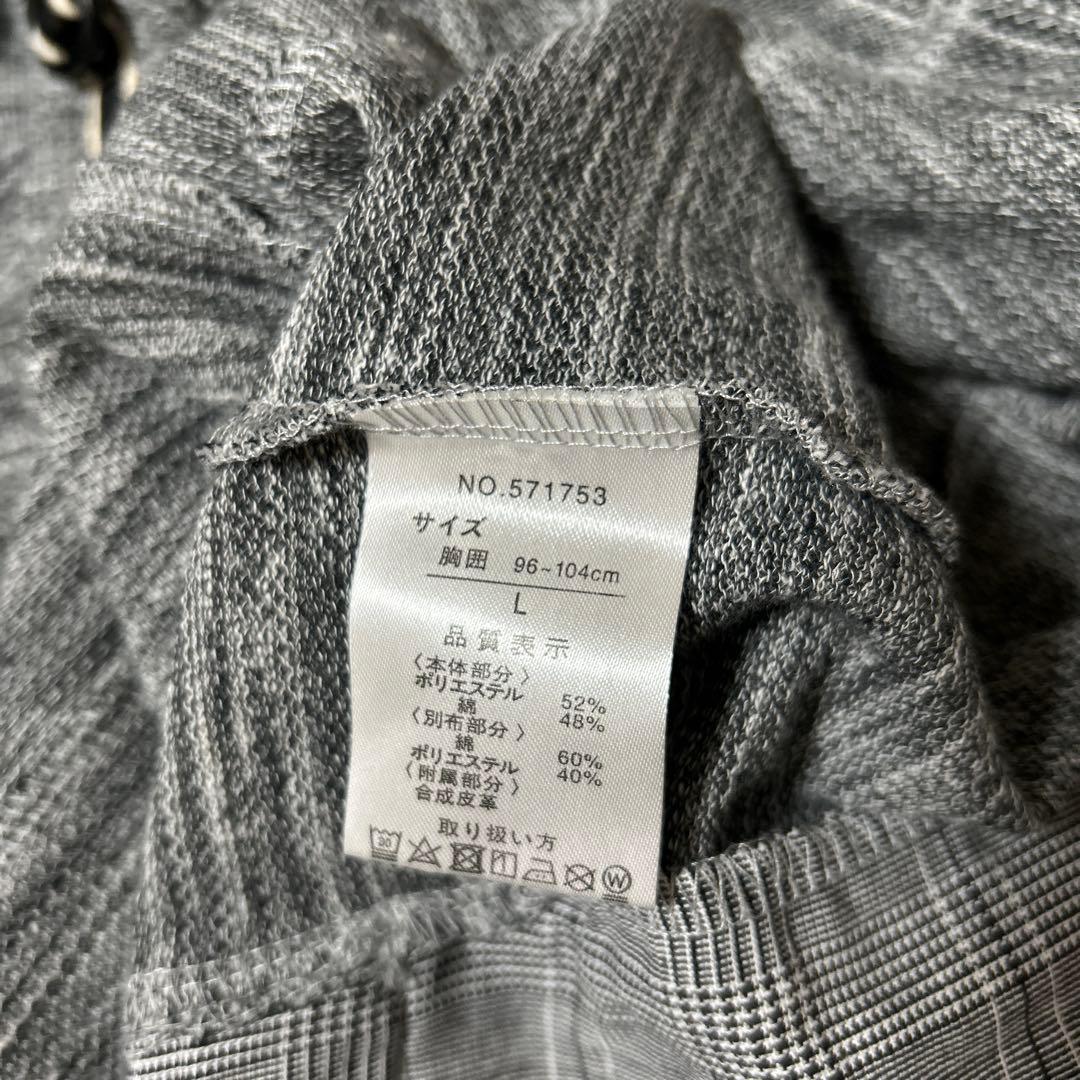 NO.571753
サイズ
胸囲 96~104cm
L
品質表示
〈本体部分〉
ポリエステル 52%
綿 48%
〈別布部分〉
綿 60%
ポリエステル 40%
〈附属部分〉
合成皮革
取り扱い方
30 W